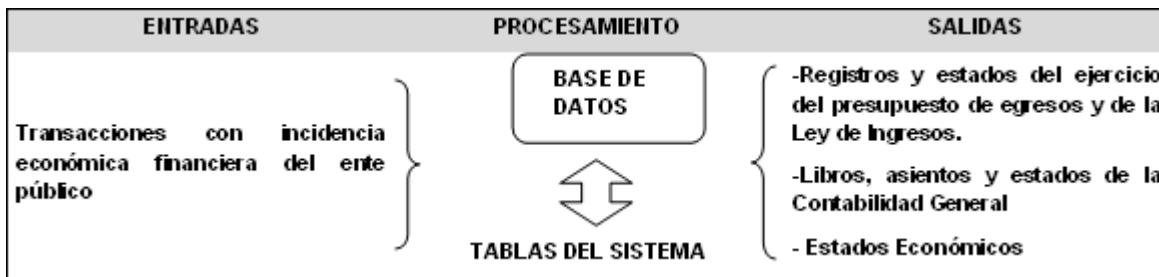 ENTRADAS PROCESAMIENTO SALIDAS
Transacciones con incidencia
económica financiera del ente
público
BASE DE
DATOS
TABLAS DEL SISTEMA
-Registros y estados del ejercicio
del presupuesto de egresos y de la
Ley de Ingresos.
-Libros, asientos y estados de la
Contabilidad General
- Estados Económicos